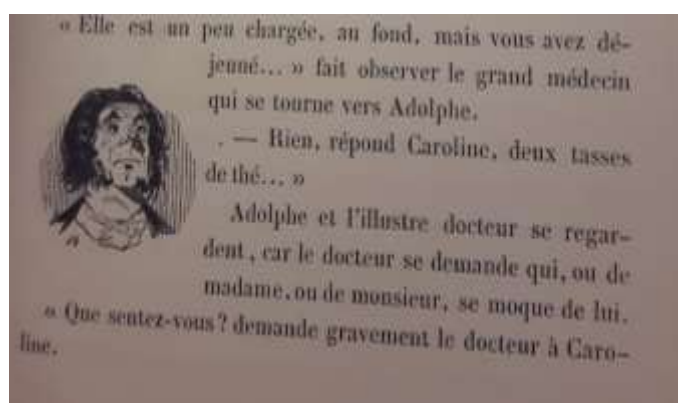 « Elle est un peu chargée, au fond, mais vous avez dé-
jeuné... » fait observer le grand médecin
qui se tourne vers Adolphe.
. — Rien, répond Caroline, deux tasses
de thé... »
Adolphe et l'illustre docteur se regar-
dent, car le docteur se demande qui, ou de
madame, ou de monsieur, se moque de lui.
« Que sentez-vous ? demande gravement le docteur à Caro-
line.